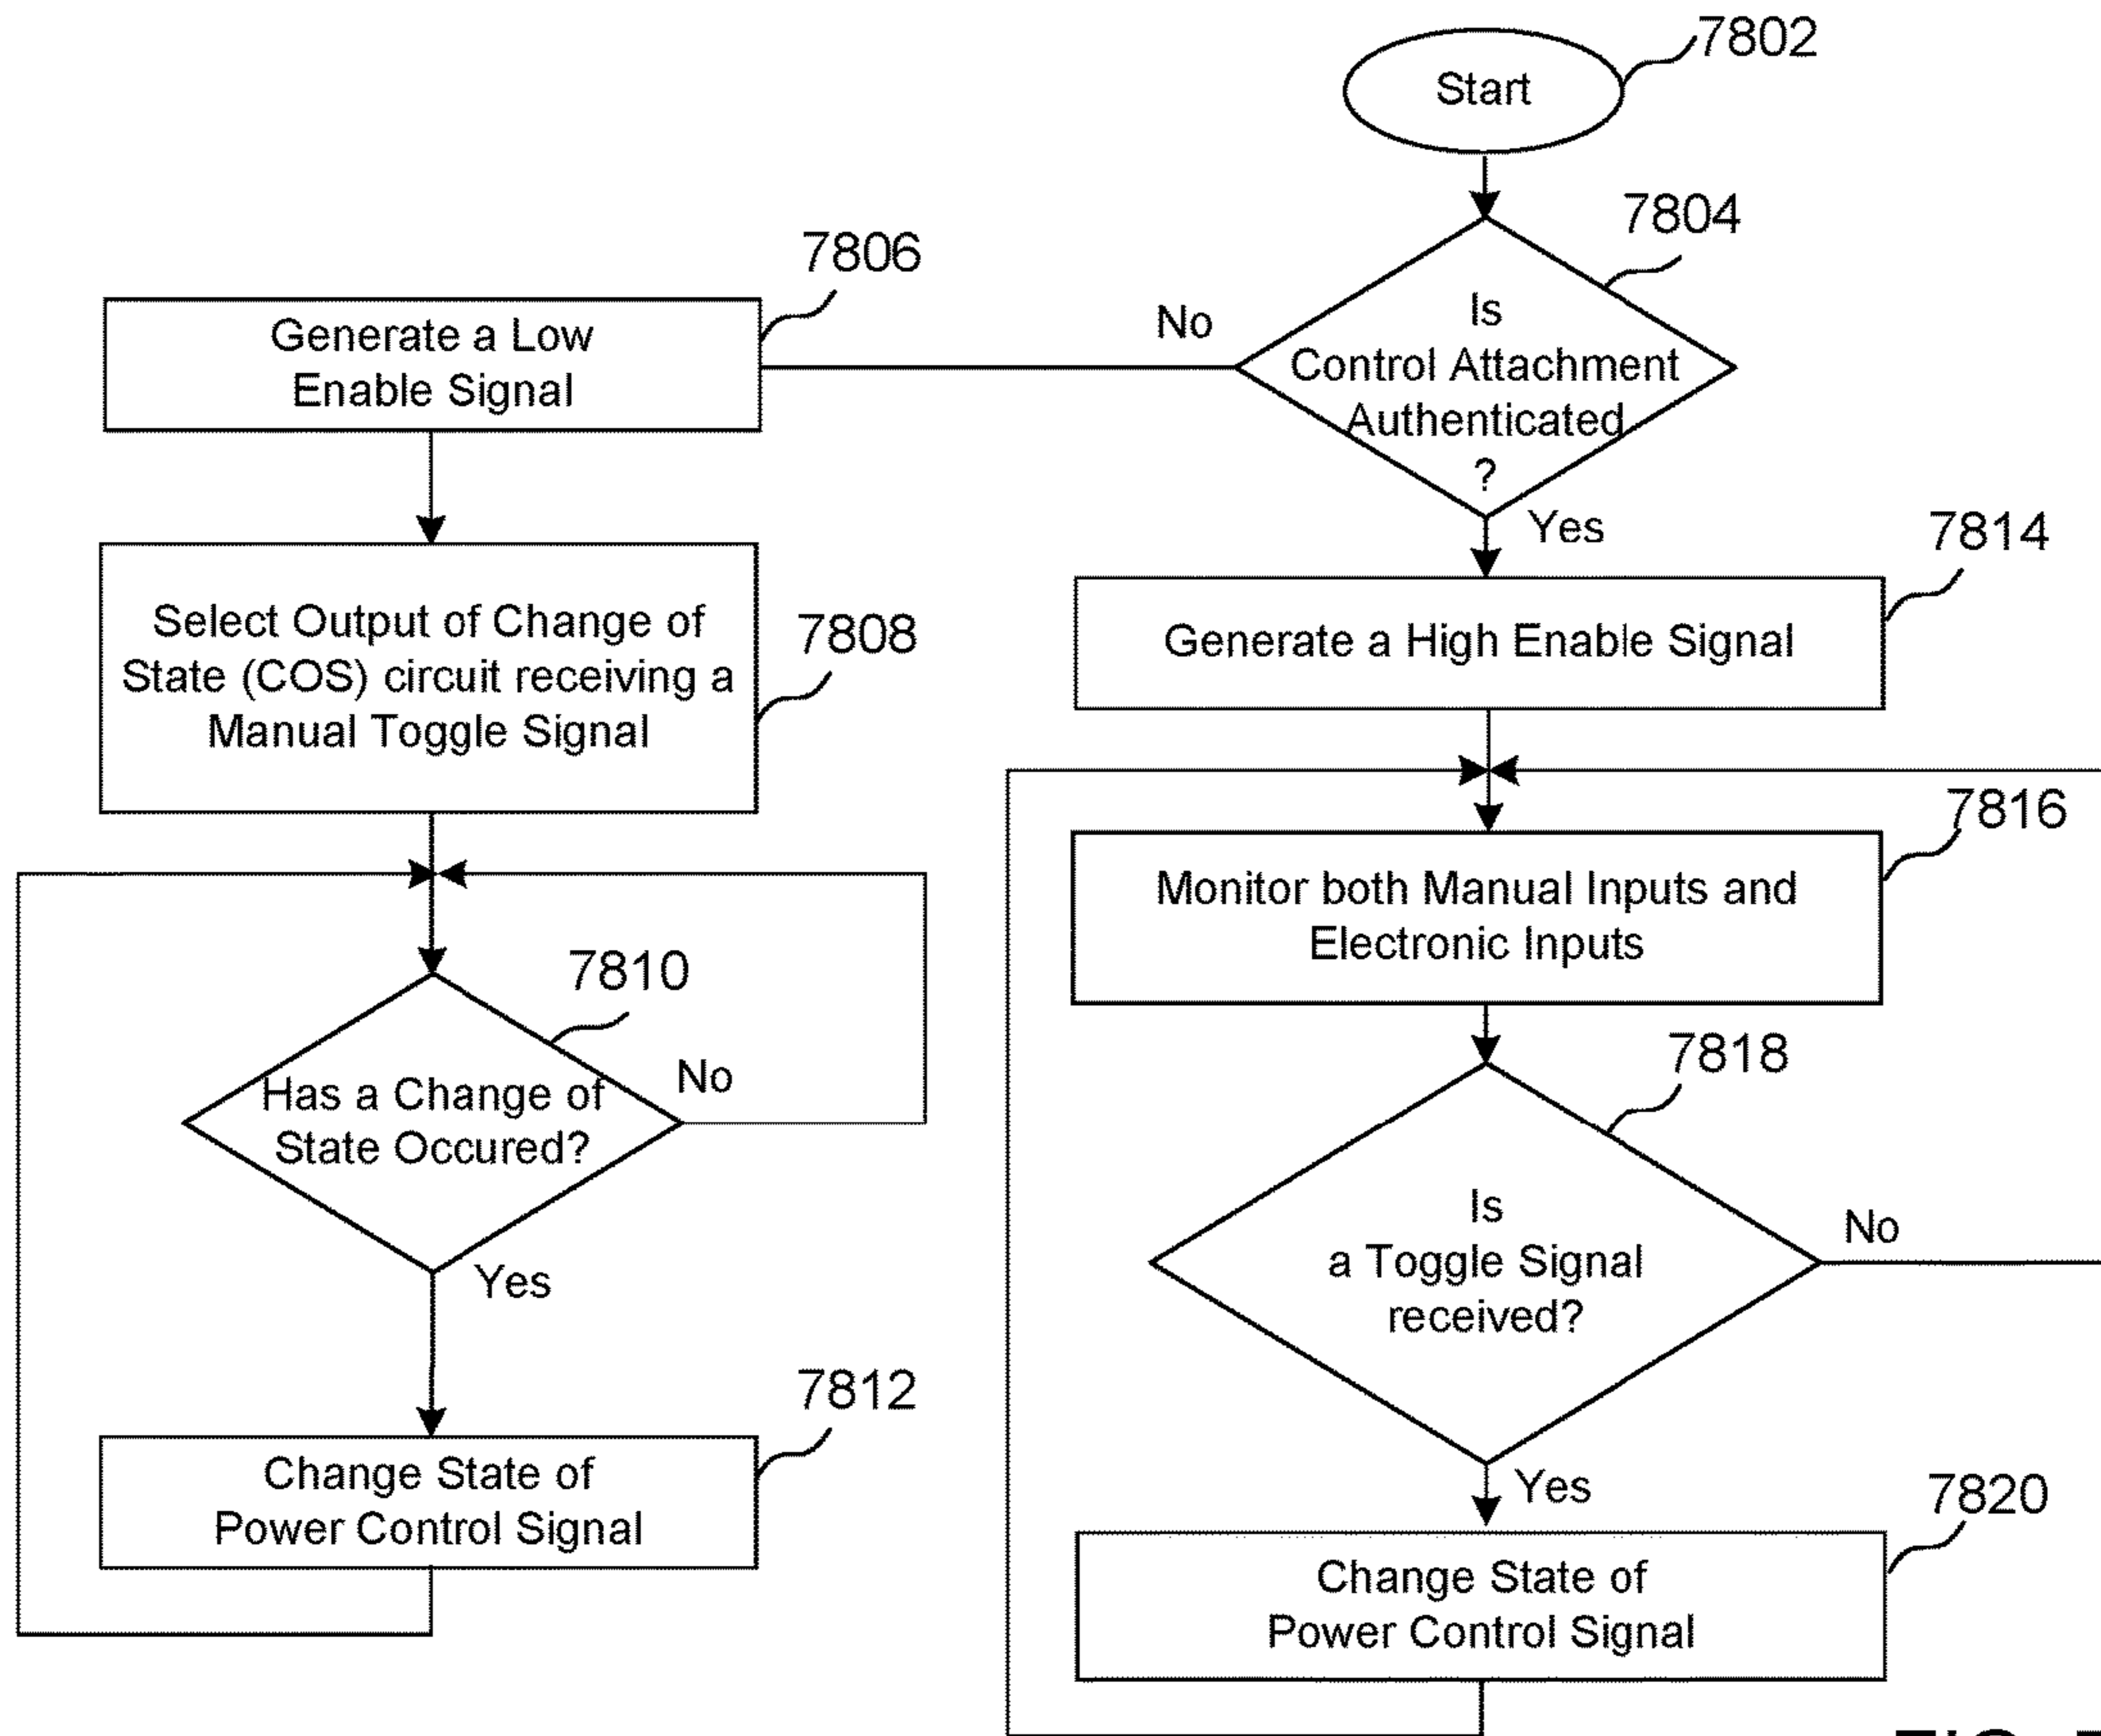 Start
7802
7804
Is
Control Attachment
Authenticated
?
No
Yes
7806
Generate a Low
Enable Signal
7808
Select Output of Change of
State (COS) circuit receiving a
Manual Toggle Signal
7810
Has a Change of
State Occured?
No
Yes
7812
Change State of
Power Control Signal
7814
Generate a High Enable Signal
7816
Monitor both Manual Inputs and
Electronic Inputs
7818
Is
a Toggle Signal
received?
No
Yes
7820
Change State of
Power Control Signal